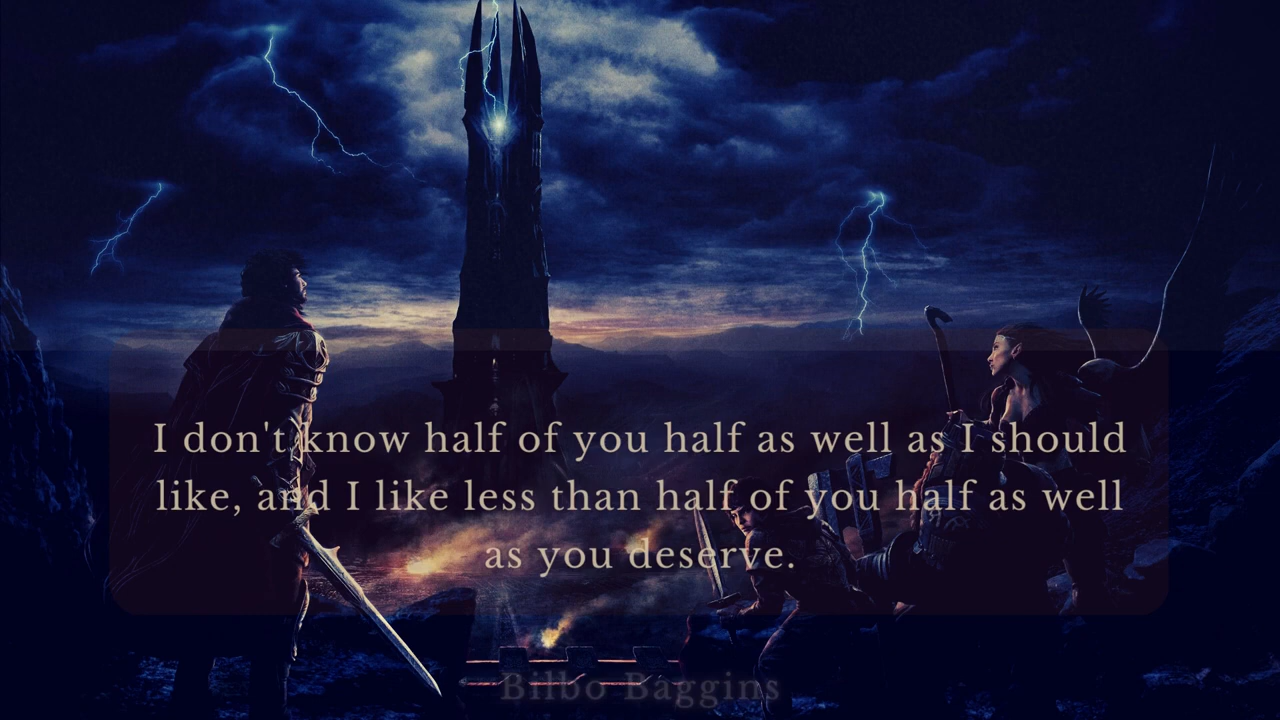 I don't know half of you half as well as I should
like, and I like less than half of you half as well
as you deserve.
Bilbo Baggins